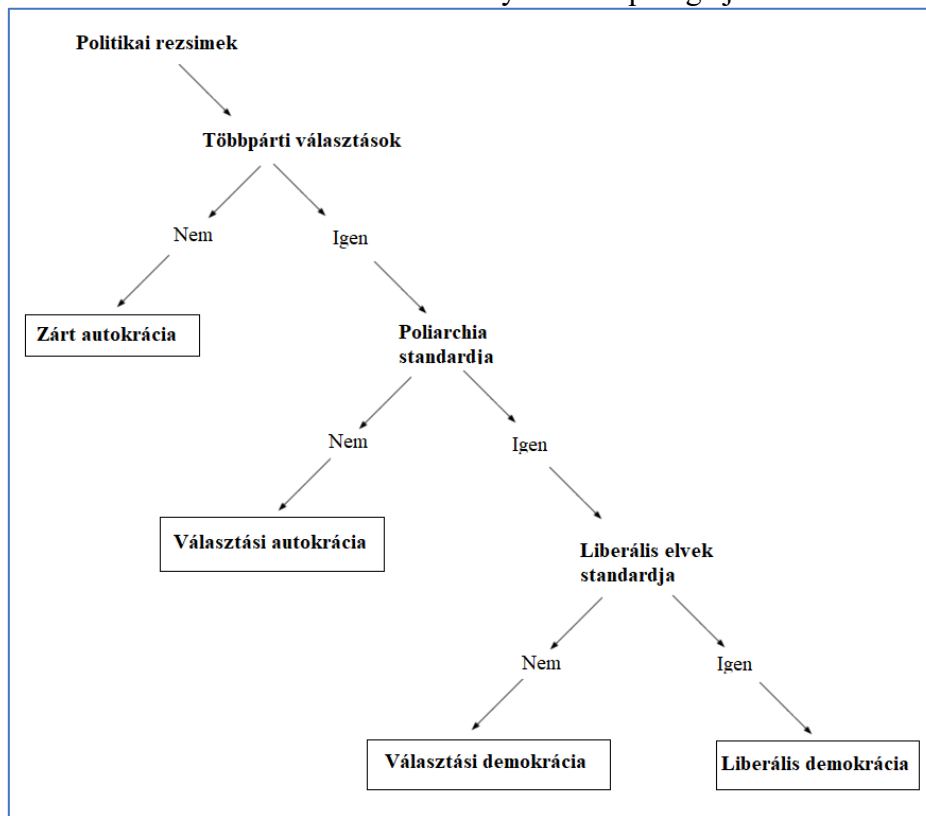 Politikai rezsimek
Többpárti választások
Nem
Igen
Zárt autokrácia
Poliarchia
standardja
Nem
Igen
Választási autokrácia
Liberális elvek
standardja
Nem
Igen
Választási demokrácia
Liberális demokrácia